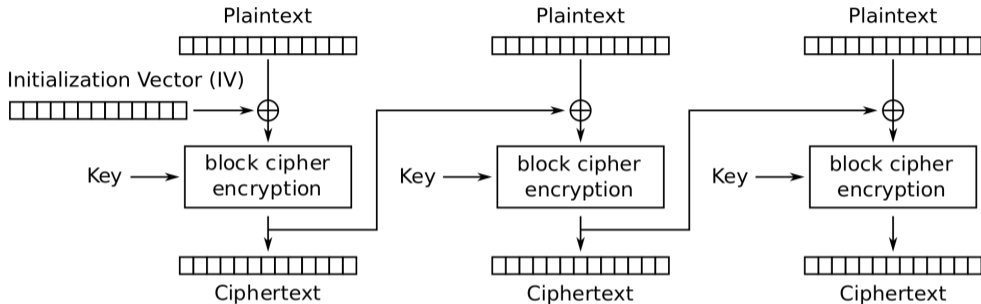 Plaintext
Plaintext
Plaintext
Initialization Vector (IV)
Key
block cipher
encryption
Key
block cipher
encryption
Key
block cipher
encryption
Ciphertext
Ciphertext
Ciphertext